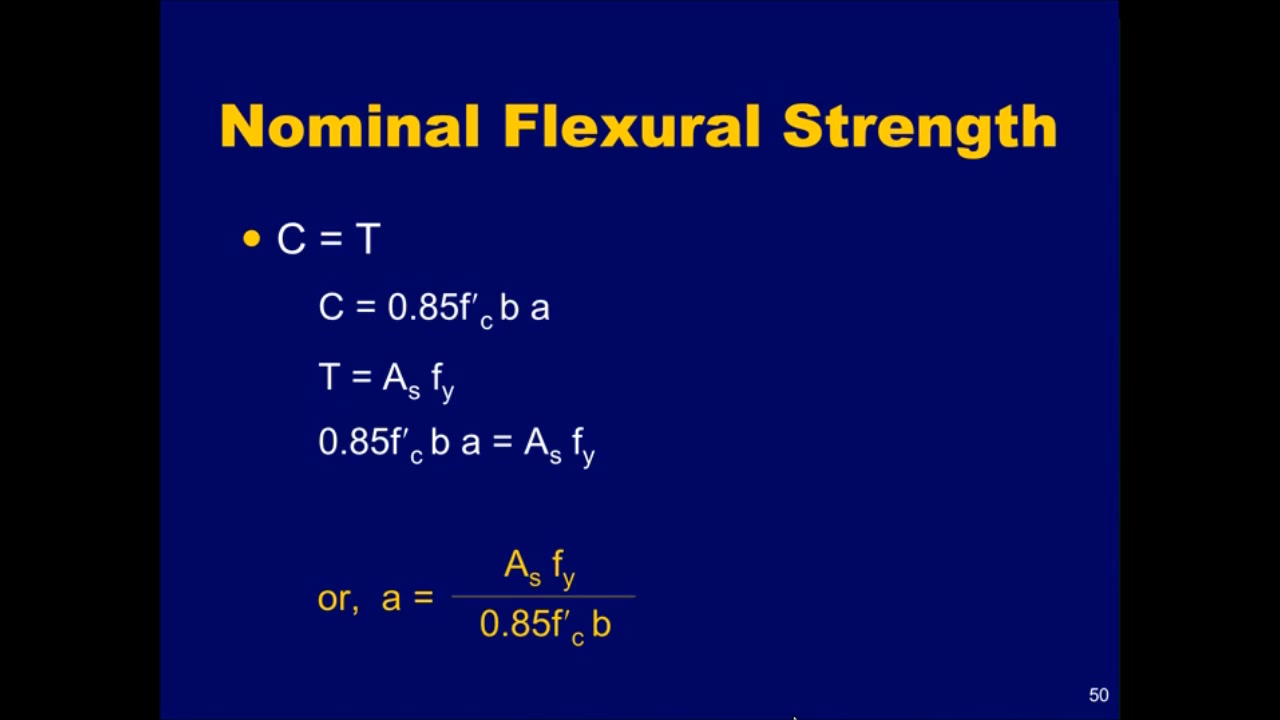 Nominal Flexural Strength
• C = T
C = 0.85f′c b a
T = As fy
0.85f′c b a = As fy
As fy
or, a =
0.85f′c b
50